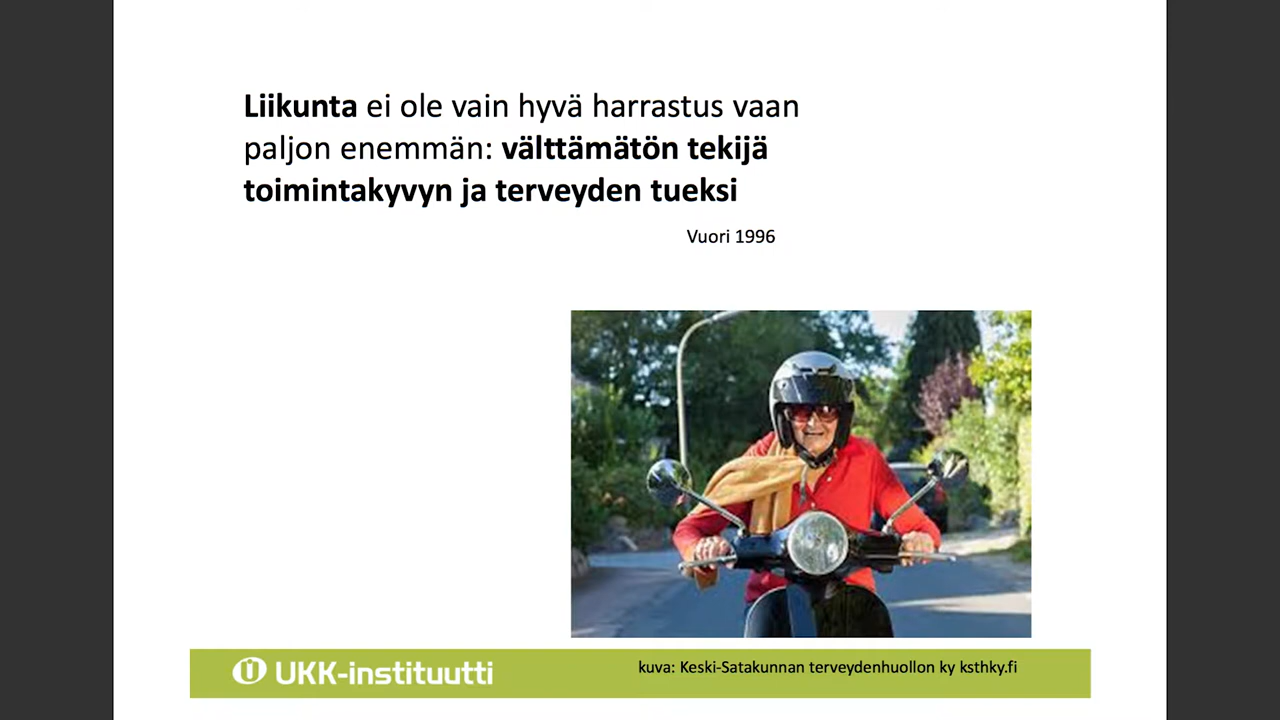 Liikunta ei ole vain hyvä harrastus vaan
paljon enemmän: välttämätön tekijä
toimintakyvyn ja terveyden tueksi
Vuori 1996
UKK-instituutti
kuva: Keski-Satakunnan terveydenhuollon ky ksthky.fi